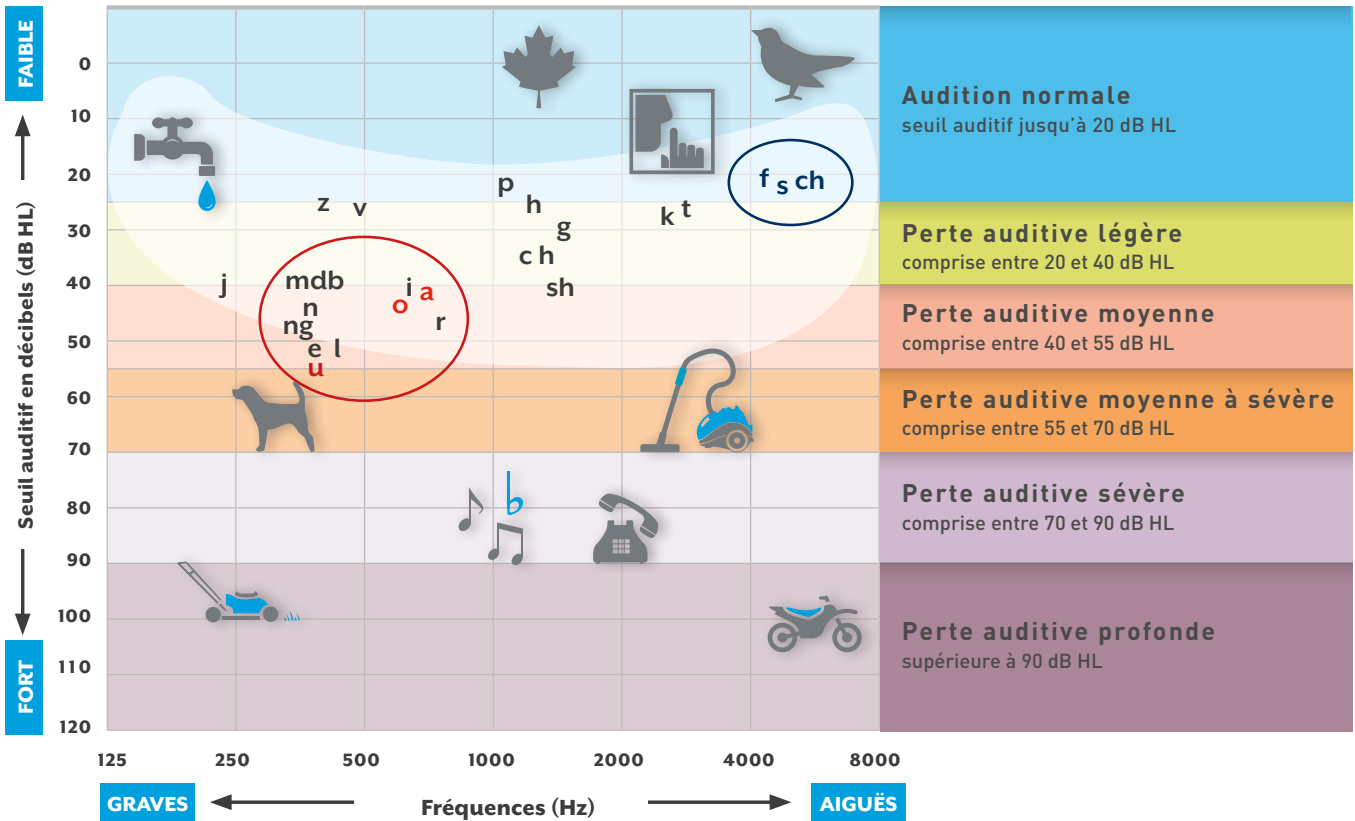 FAIBLE
Seuil auditif en décibels (dB HL)
FORT
0
10
20
30
40
50
60
70
80
90
100
110
120
f s ch
p
h
z v
k t
g
c h
j
mdb
i a
sh
n
o
ng
r
e l
u
♭
125 250 500 1000 2000 4000 8000
GRAVES
Fréquences (Hz)
AIGUËS
Audition normale
seuil auditif jusqu'à 20 dB HL
Perte auditive légère
comprise entre 20 et 40 dB HL
Perte auditive moyenne
comprise entre 40 et 55 dB HL
Perte auditive moyenne à sévère
comprise entre 55 et 70 dB HL
Perte auditive sévère
comprise entre 70 et 90 dB HL
Perte auditive profonde
supérieure à 90 dB HL